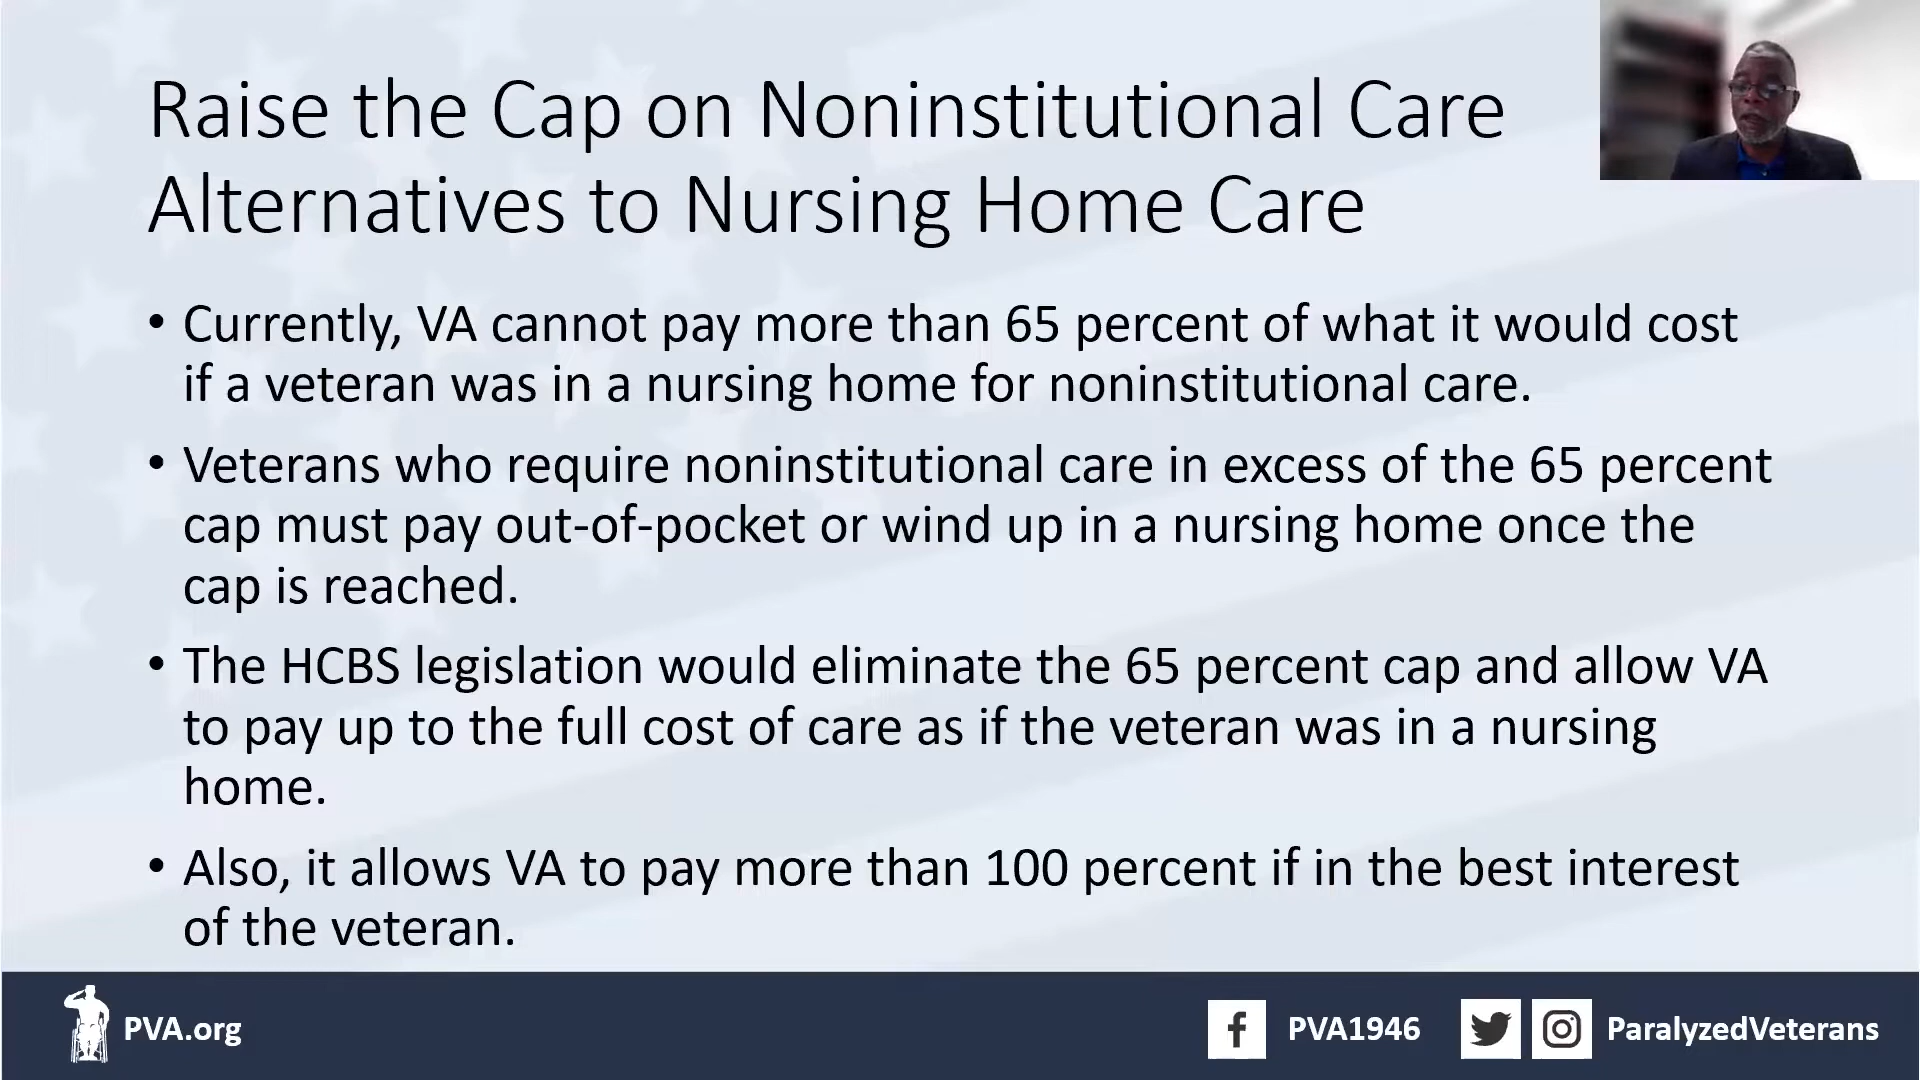 Raise the Cap on Noninstitutional Care
Alternatives to Nursing Home Care
• Currently, VA cannot pay more than 65 percent of what it would cost
if a veteran was in a nursing home for noninstitutional care.
• Veterans who require noninstitutional care in excess of the 65 percent
cap must pay out-of-pocket or wind up in a nursing home once the
cap is reached.
• The HCBS legislation would eliminate the 65 percent cap and allow VA
to pay up to the full cost of care as if the veteran was in a nursing
home.
• Also, it allows VA to pay more than 100 percent if in the best interest
of the veteran.
PVA.org
PVA1946
ParalyzedVeterans